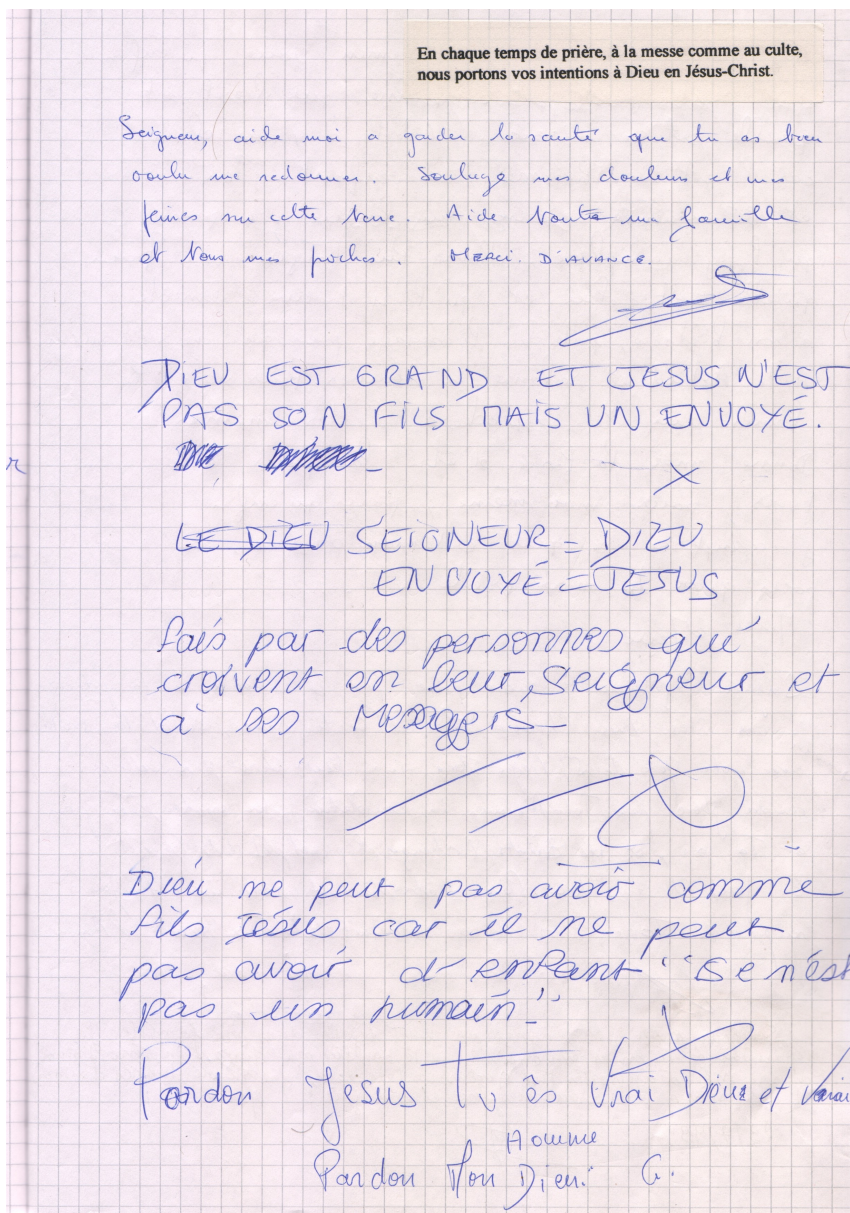 En chaque temps de prière, à la messe comme au culte,
nous portons vos intentions à Dieu en Jésus-Christ.
Seigneur, aide moi a garder la santé que tu as bien
voulu me redonner. Soulage mes douleurs et mes
peines sur cette terre. Aide toute ma famille
et tous mes proches. MERCI. D'AVANCE.
DIEU EST GRAND ET JESUS N'EST
PAS SON FILS MAIS UN ENVOYÉ.
LE DIEU SEIGNEUR = DIEU
ENVOYÉ = JESUS
fais par des personnes qui
croivent en leur, Seigneur et
à ses Messagers
Dieu ne peut pas avoir comme
fils Jésus car il ne peut
pas avoir d'enfant "se n'est
pas un humain!"
Pardon Jésus Tu ês Vrai Dieu et Vrai
Homme
Pardon Mon Dieu. G.